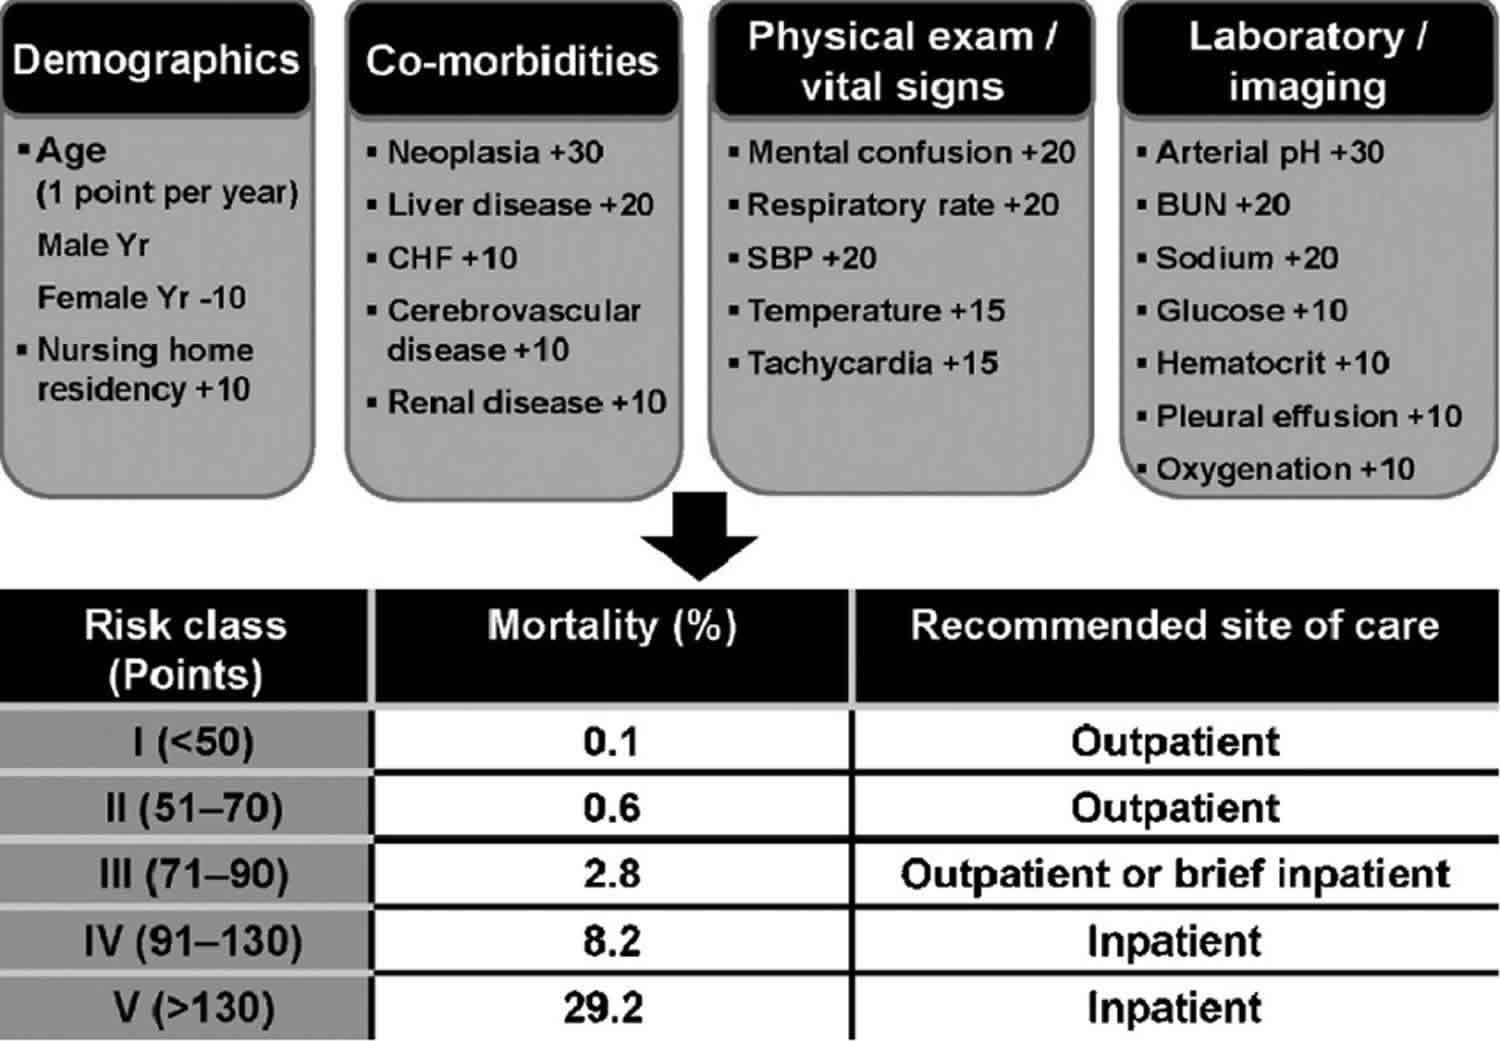 Demographics
▪ Age
(1 point per year)
Male Yr
Female Yr -10
▪ Nursing home
residency +10
Co-morbidities
▪ Neoplasia +30
▪ Liver disease +20
▪ CHF +10
▪ Cerebrovascular
disease +10
▪ Renal disease +10
Physical exam /
vital signs
▪ Mental confusion +20
▪ Respiratory rate +20
▪ SBP +20
▪ Temperature +15
▪ Tachycardia +15
Laboratory /
imaging
▪ Arterial pH +30
▪ BUN +20
▪ Sodium +20
▪ Glucose +10
▪ Hematocrit +10
▪ Pleural effusion +10
▪ Oxygenation +10
Risk class
(Points)
Mortality (%)
Recommended site of care
I (<50) 0.1 Outpatient
II (51–70) 0.6 Outpatient
III (71–90) 2.8 Outpatient or brief inpatient
IV (91–130) 8.2 Inpatient
V (>130) 29.2 Inpatient